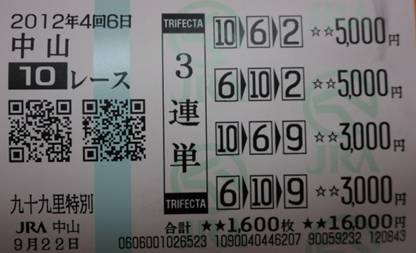 2012年4回6日
中山
10レース
九十九里特別
JRA 中山
9月22日
TRIFECTA
3連単
TRIFECTA
10▶6▶2 ☆☆5,000円
6▶10▶2 ☆☆5,000円
10▶6▶9 ☆☆3,000円
6▶10▶9 ☆☆3,000円
合計 ★★1,600枚 ★★16,000円
0606001026523 1090040446207 90059232 120843
JRA